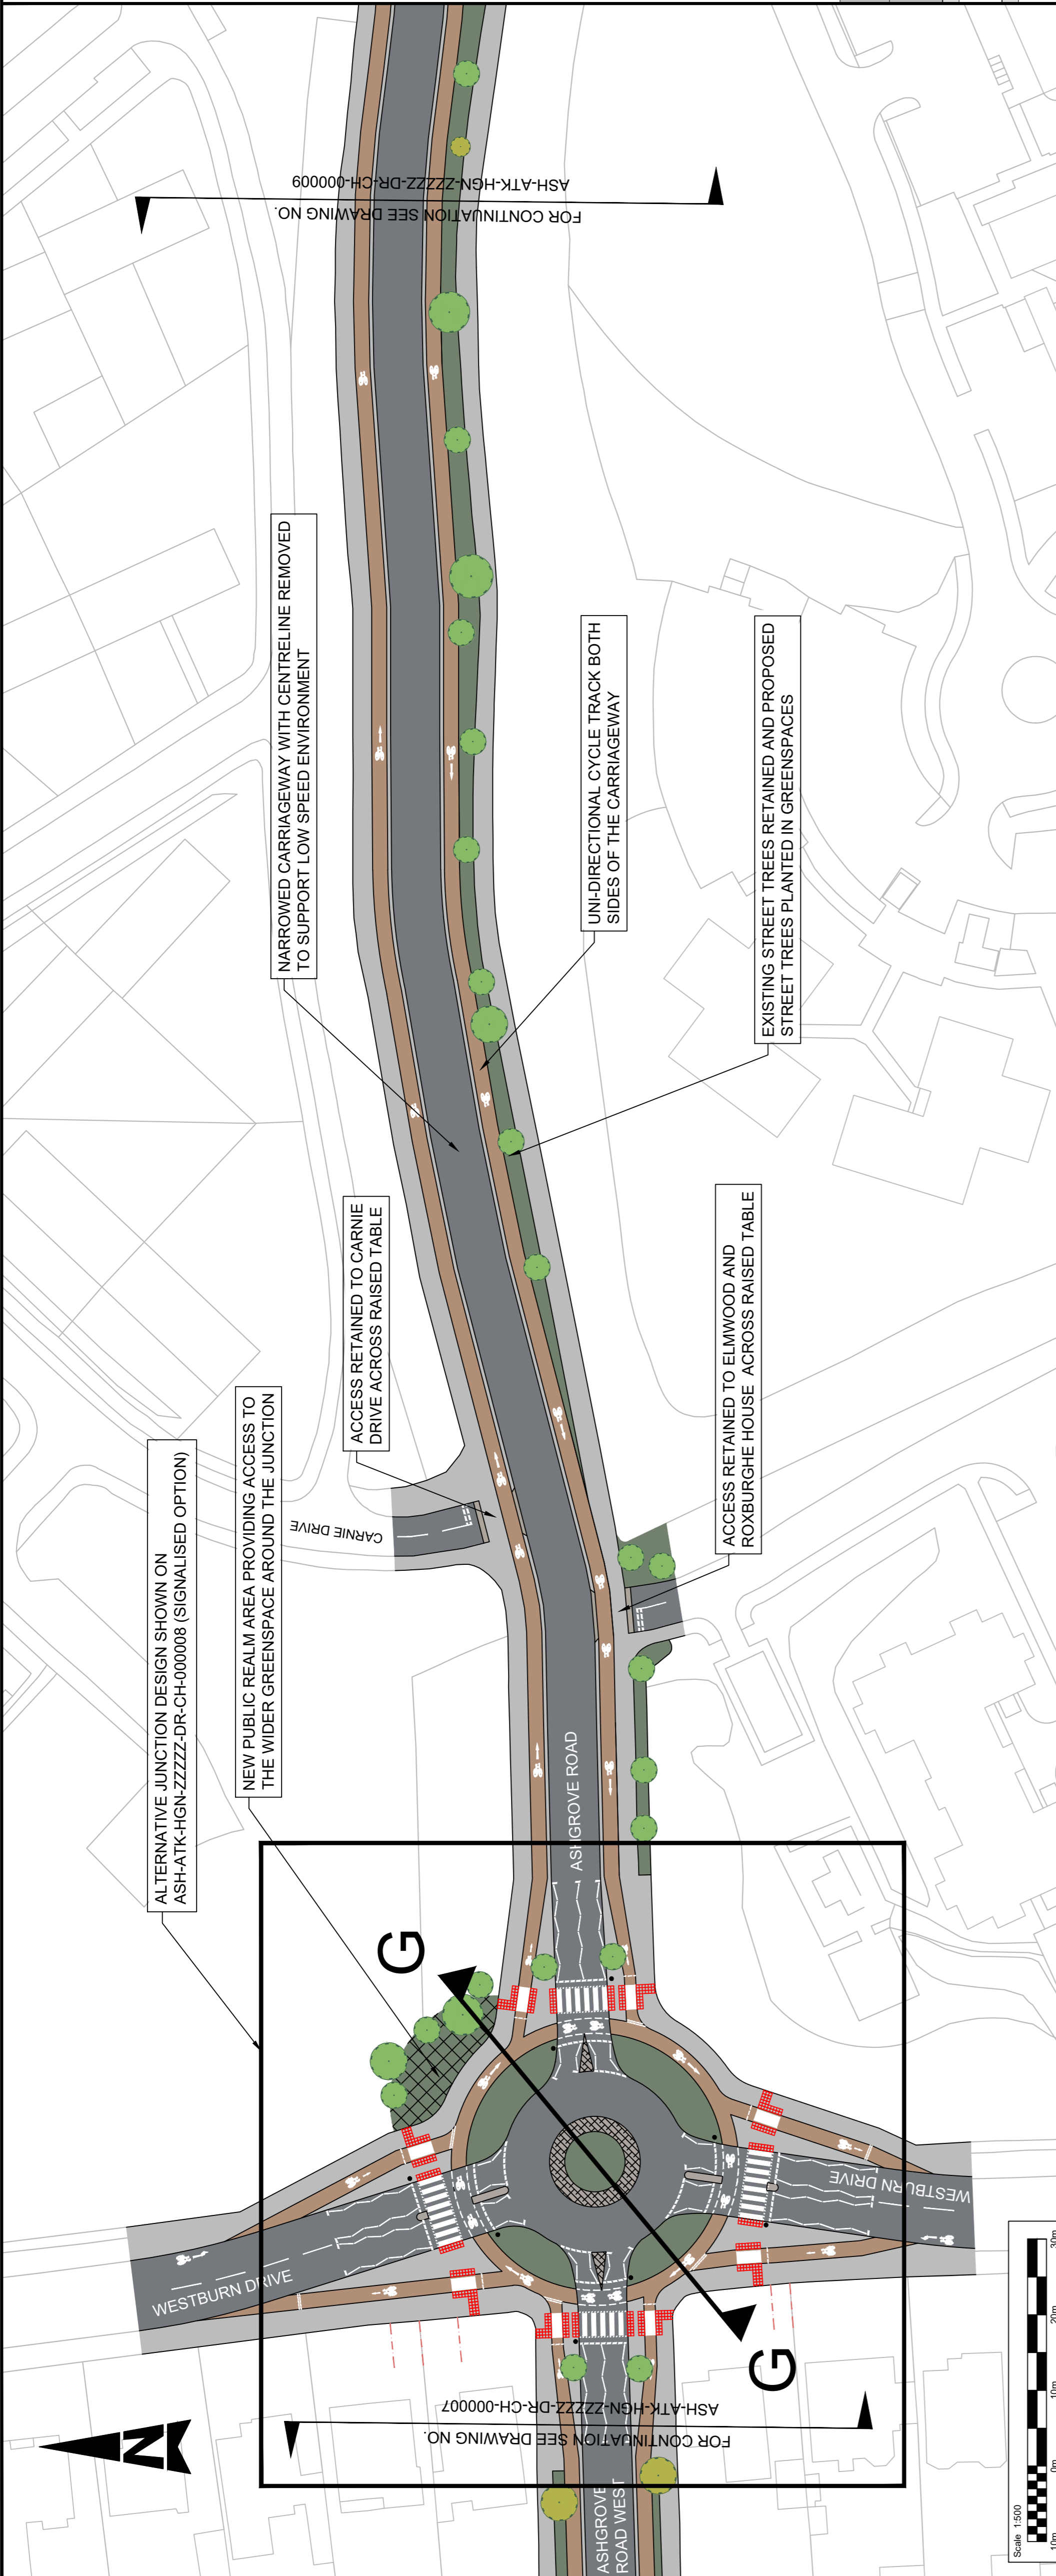 FOR CONTINUATION SEE DRAWING NO.
ASH-ATK-HGN-ZZZZZ-DR-CH-000009
NARROWED CARRIAGEWAY WITH CENTRELINE REMOVED
TO SUPPORT LOW SPEED ENVIRONMENT
UNI-DIRECTIONAL CYCLE TRACK BOTH
SIDES OF THE CARRIAGEWAY
EXISTING STREET TREES RETAINED AND PROPOSED
STREET TREES PLANTED IN GREENSPACES
ACCESS RETAINED TO CARNIE
DRIVE ACROSS RAISED TABLE
ACCESS RETAINED TO ELMWOOD AND
ROXBURGHE HOUSE ACROSS RAISED TABLE
NEW PUBLIC REALM AREA PROVIDING ACCESS TO
THE WIDER GREENSPACE AROUND THE JUNCTION
ALTERNATIVE JUNCTION DESIGN SHOWN ON
ASH-ATK-HGN-ZZZZZ-DR-CH-000008 (SIGNALISED OPTION)
CARNIE DRIVE
ASHGROVE ROAD
G
WESTBURN DRIVE
WESTBURN DRIVE
G
FOR CONTINUATION SEE DRAWING NO.
ASH-ATK-HGN-ZZZZZ-DR-CH-000007
ASHGROVE
ROAD WEST
N
Scale 1:500
10m 0m 10m 20m 30m